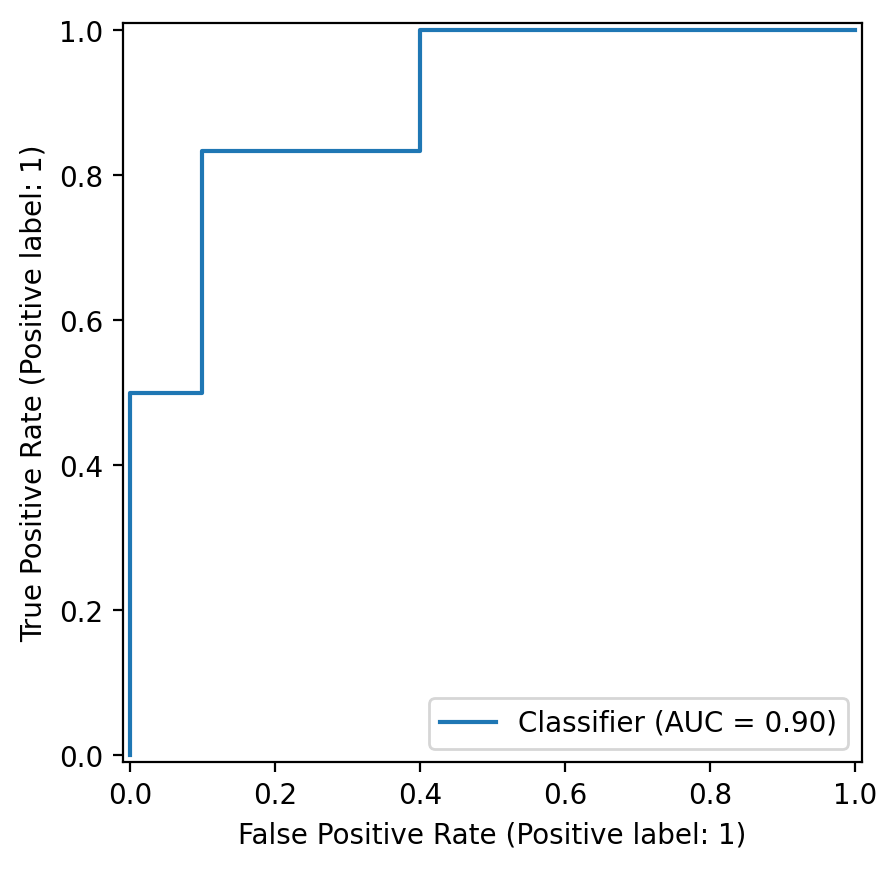 1.0
0.8
0.6
0.4
0.2
0.0
True Positive Rate (Positive label: 1)
Classifier (AUC = 0.90)
0.0 0.2 0.4 0.6 0.8 1.0
False Positive Rate (Positive label: 1)